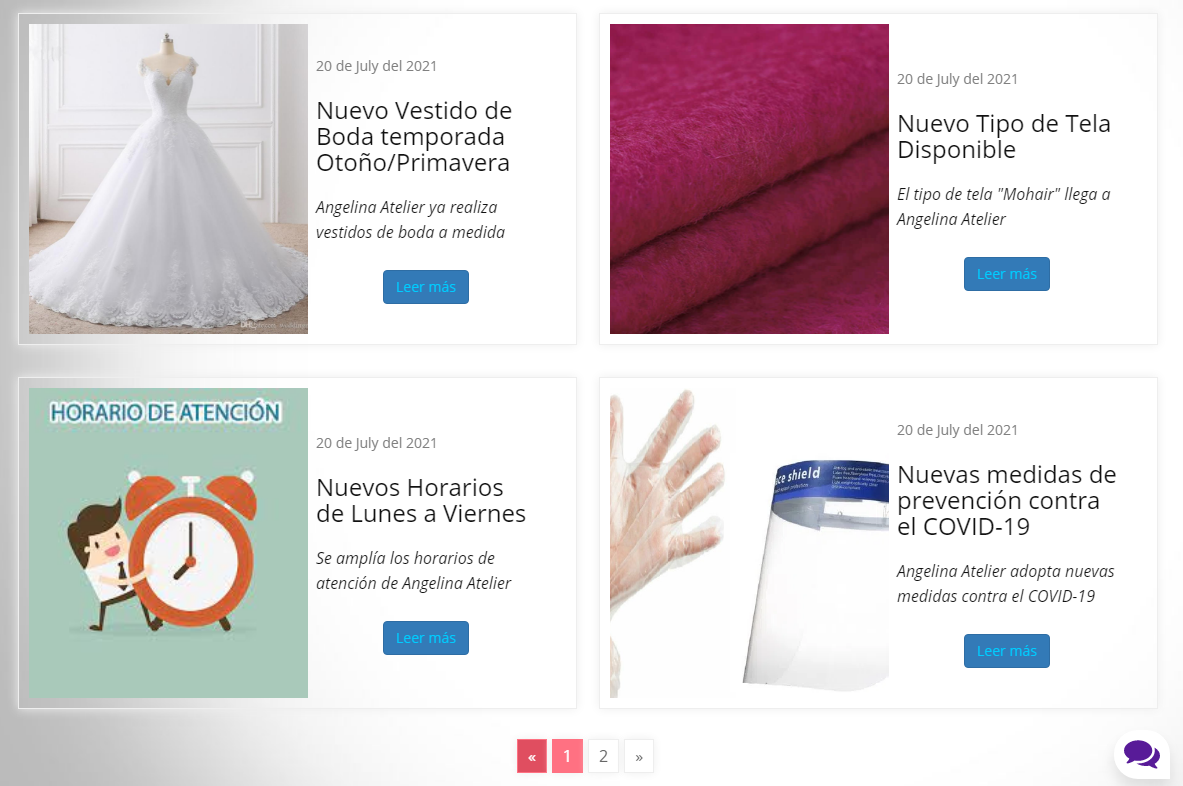 20 de July del 2021
Nuevo Vestido de
Boda temporada
Otoño/Primavera
Angelina Atelier ya realiza
vestidos de boda a medida
Leer más
20 de July del 2021
Nuevo Tipo de Tela
Disponible
El tipo de tela "Mohair" llega a
Angelina Atelier
Leer más
HORARIO DE ATENCIÓN
20 de July del 2021
Nuevos Horarios
de Lunes a Viernes
Se amplía los horarios de
atención de Angelina Atelier
Leer más
shield
20 de July del 2021
Nuevas medidas de
prevención contra
el COVID-19
Angelina Atelier adopta nuevas
medidas contra el COVID-19
Leer más
« 1 2 »